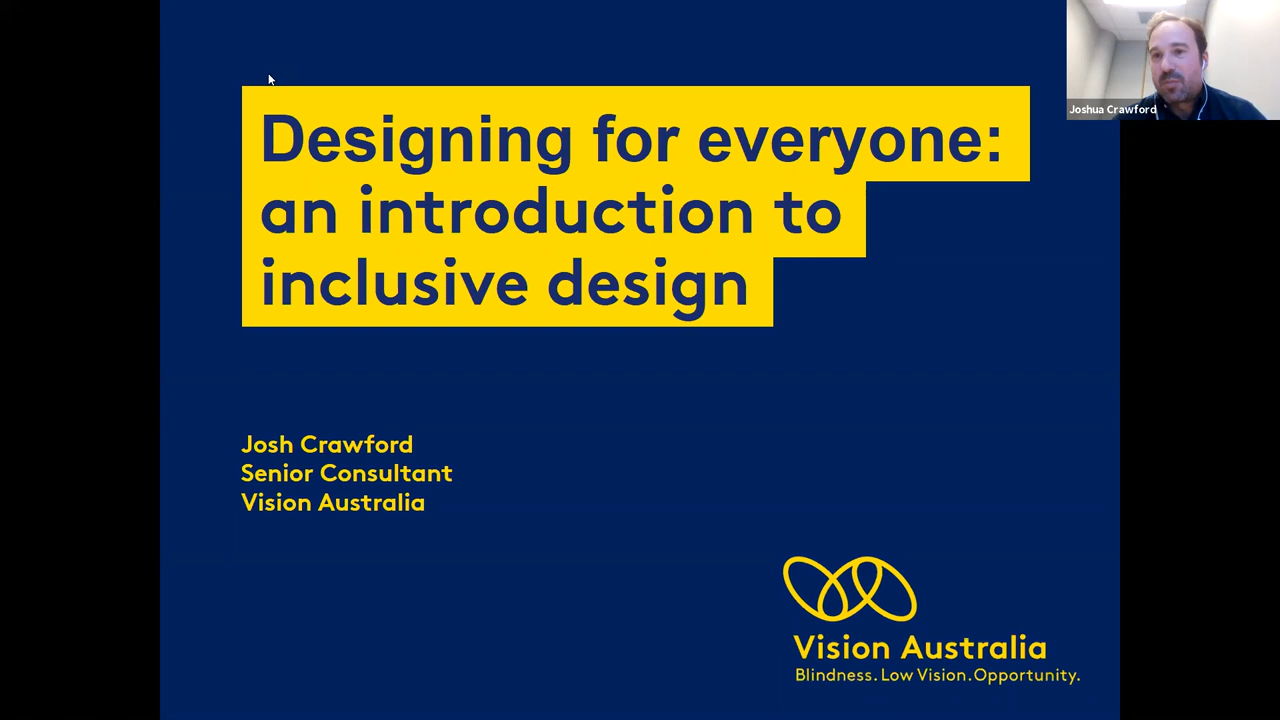 Designing for everyone:
an introduction to
inclusive design
Joshua Crawford
Josh Crawford
Senior Consultant
Vision Australia
Vision Australia
Blindness. Low Vision. Opportunity.